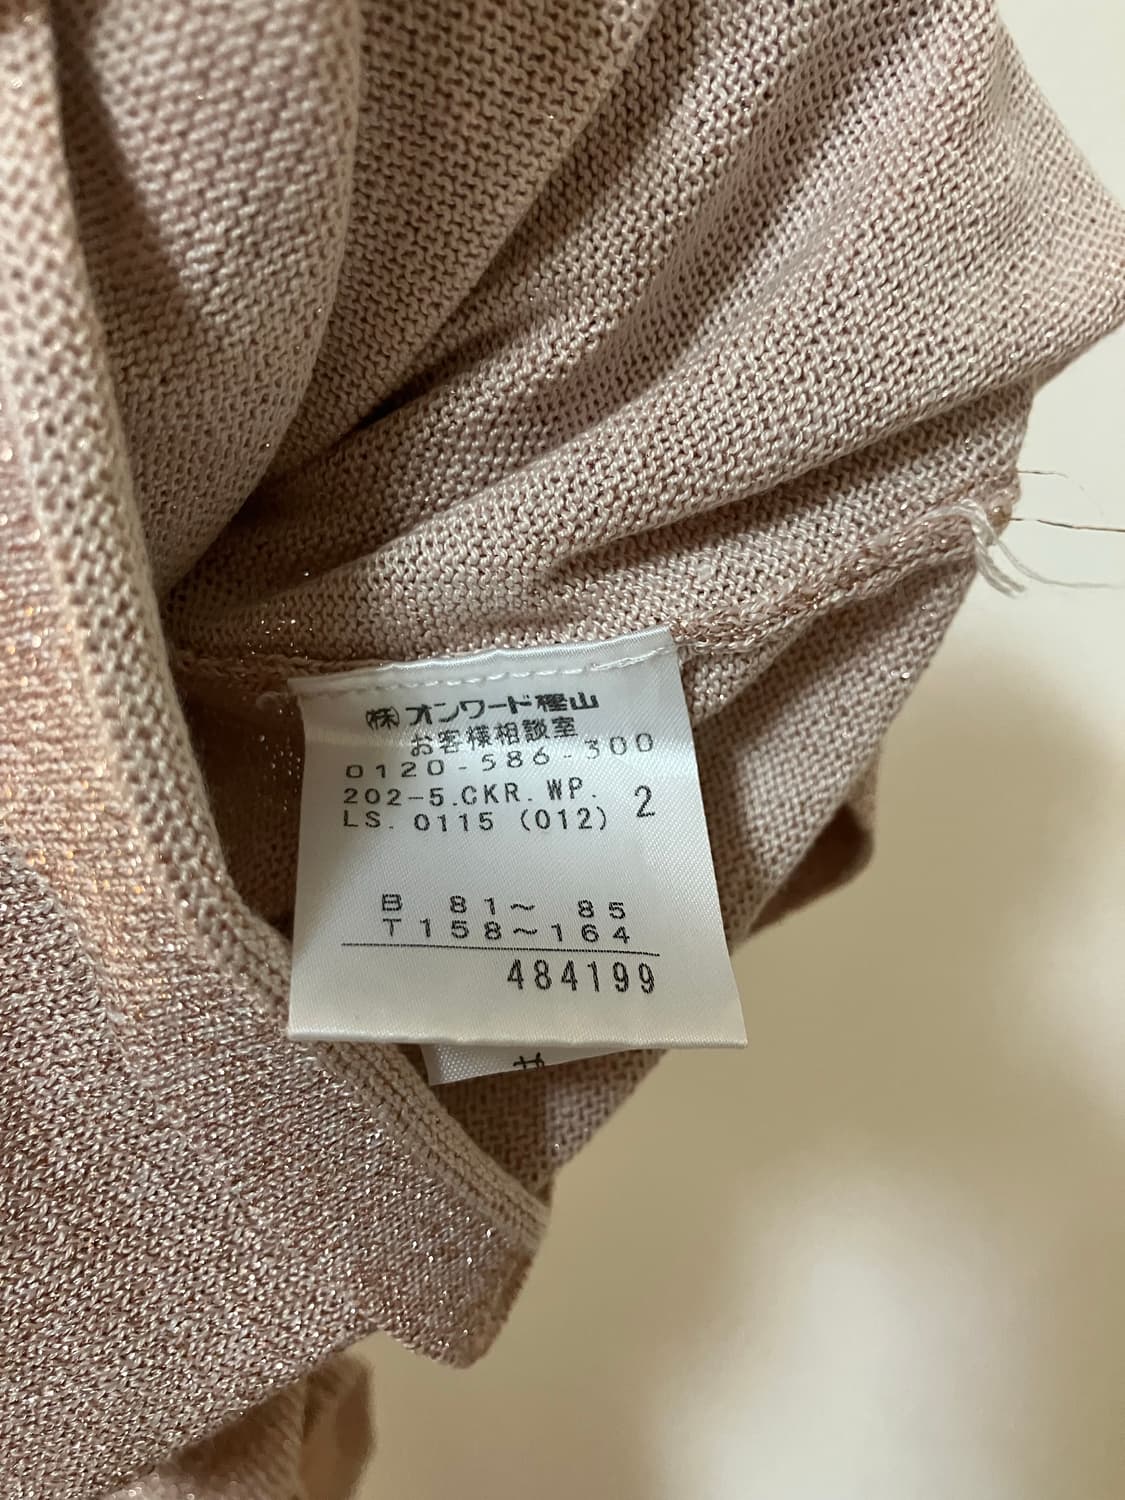 ㈱オンワード樫山
お客様相談室
0120-586-300
202-5.CKR.WP. 2
LS. 0115 (012)
B 81～ 85
T158～164
484199